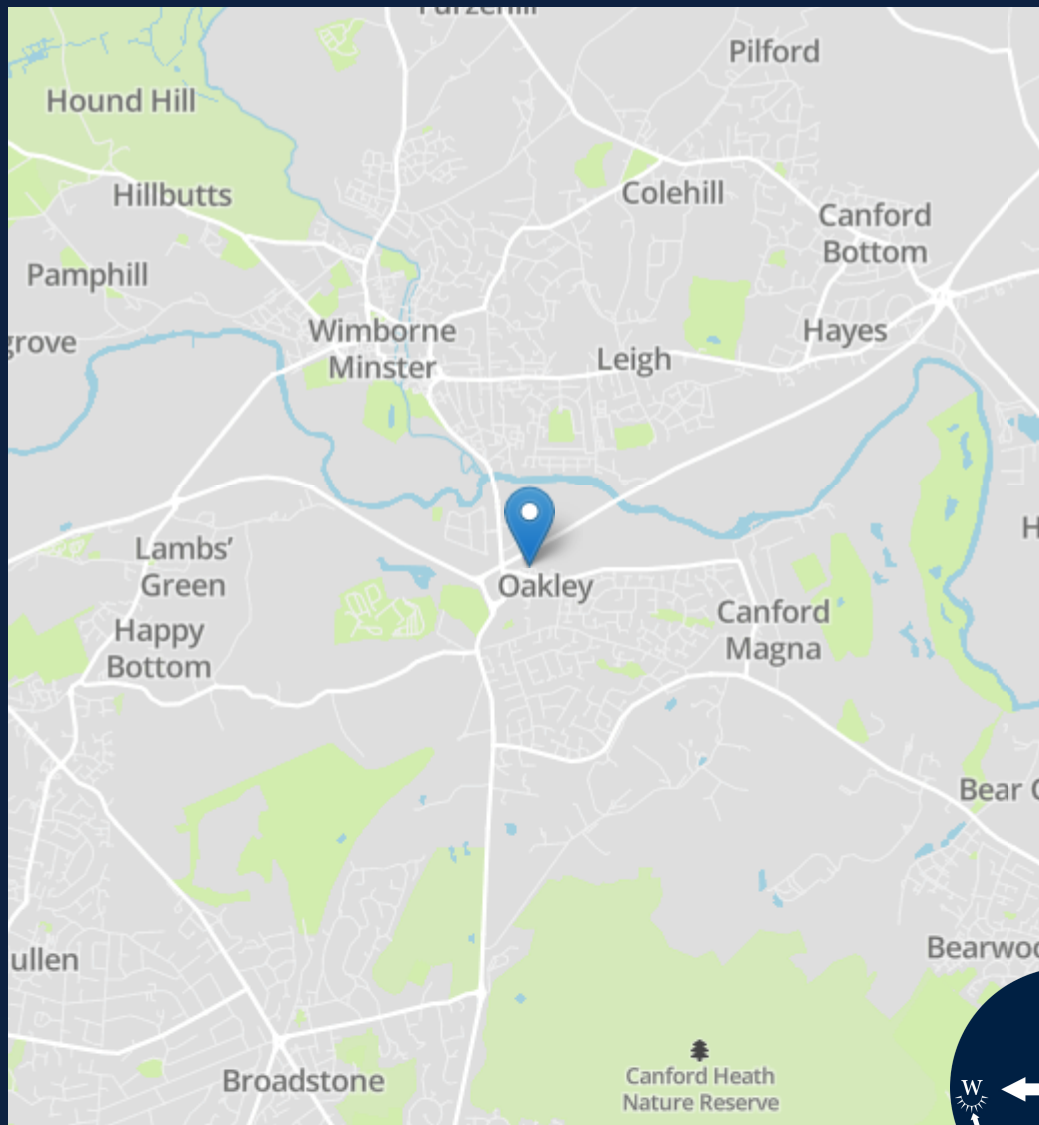 Furzehill
Pilford
Hound Hill
Hillbutts
Colehill
Canford
Bottom
Pamphill
grove
Wimborne
Minster
Hayes
Leigh
Lambs’
Green
H
Oakley
Canford
Magna
Happy
Bottom
Bear C
ullen
Bearwoo
Canford Heath
Nature Reserve
Broadstone
W